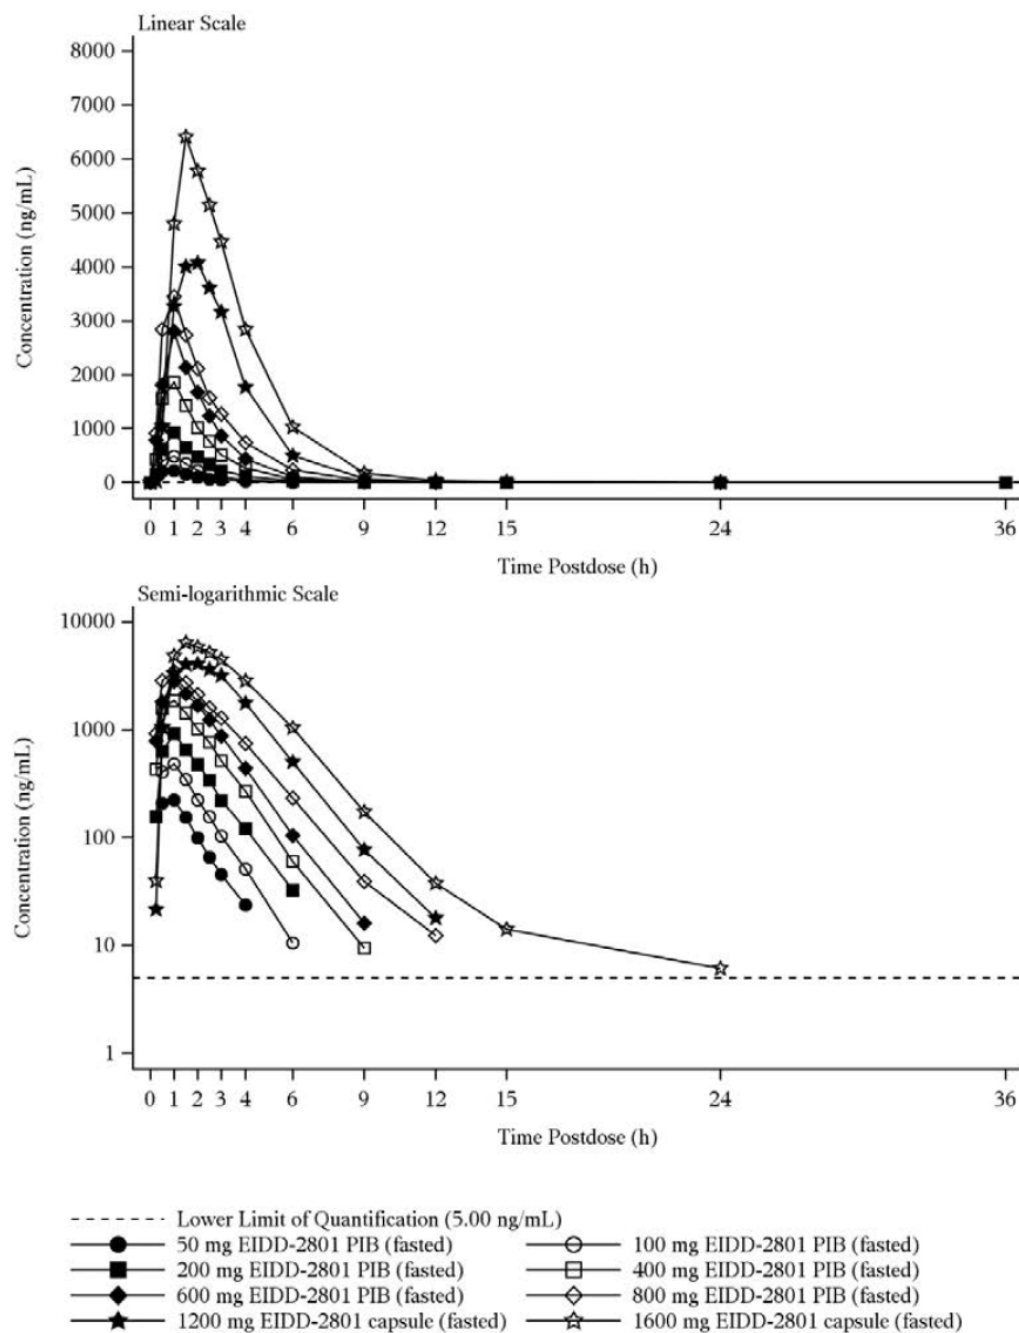 Linear Scale
8000
7000
6000
5000
4000
3000
2000
1000
0
Concentration (ng/mL)
0 1 2 3 4 6 9 12 15 24 36
Time Postdose (h)
Semi-logarithmic Scale
10000
1000
100
10
1
Concentration (ng/mL)
0 1 2 3 4 6 9 12 15 24 36
Time Postdose (h)
Lower Limit of Quantification (5.00 ng/mL)
50 mg EIDD-2801 PIB (fasted) 100 mg EIDD-2801 PIB (fasted)
200 mg EIDD-2801 PIB (fasted) 400 mg EIDD-2801 PIB (fasted)
600 mg EIDD-2801 PIB (fasted) 800 mg EIDD-2801 PIB (fasted)
1200 mg EIDD-2801 capsule (fasted) 1600 mg EIDD-2801 capsule (fasted)